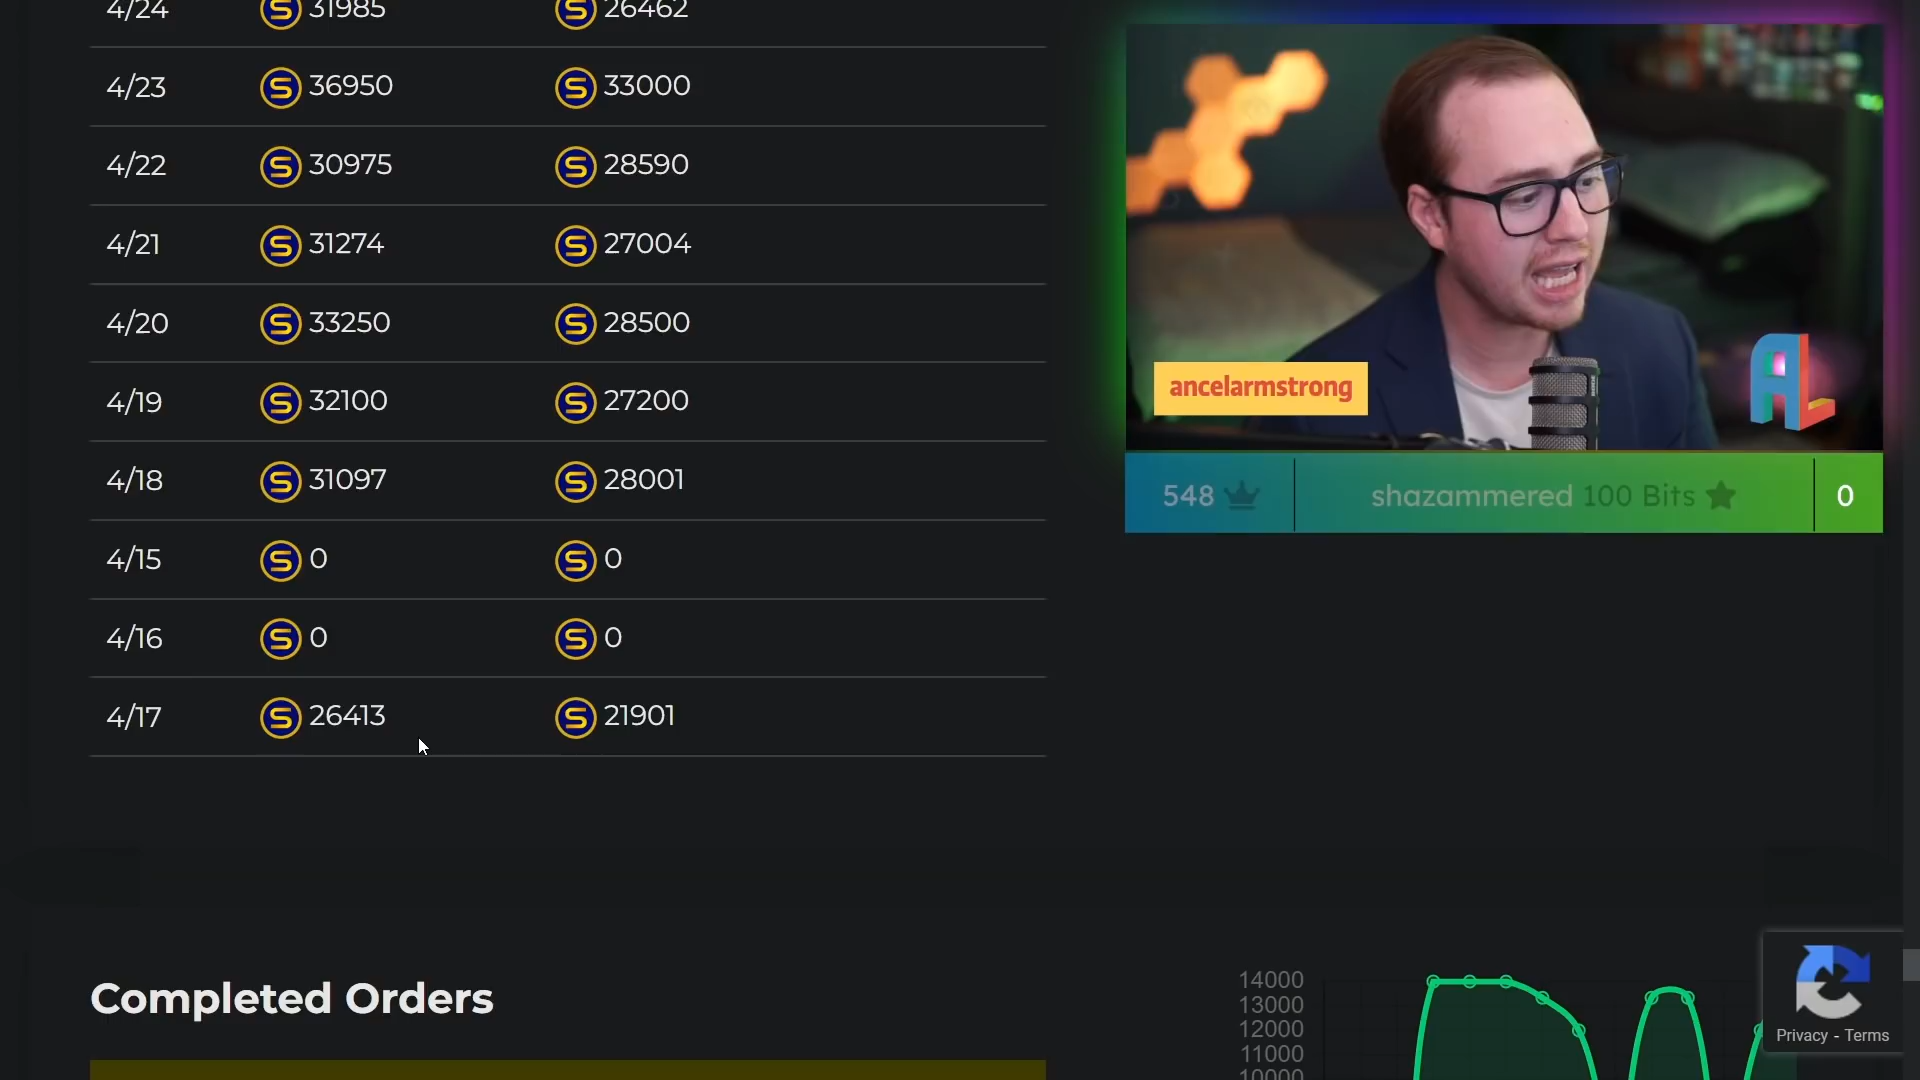 4/24 31985 26462
4/23 36950 33000
4/22 30975 28590
4/21 31274 27004
4/20 33250 28500
4/19 32100 27200
4/18 31097 28001
4/15 0 0
4/16 0 0
4/17 26413 21901
ancelarmstrong
AL
548 shazammered 100 Bits 0
Completed Orders
14000
13000
12000
11000
10000
Privacy - Terms